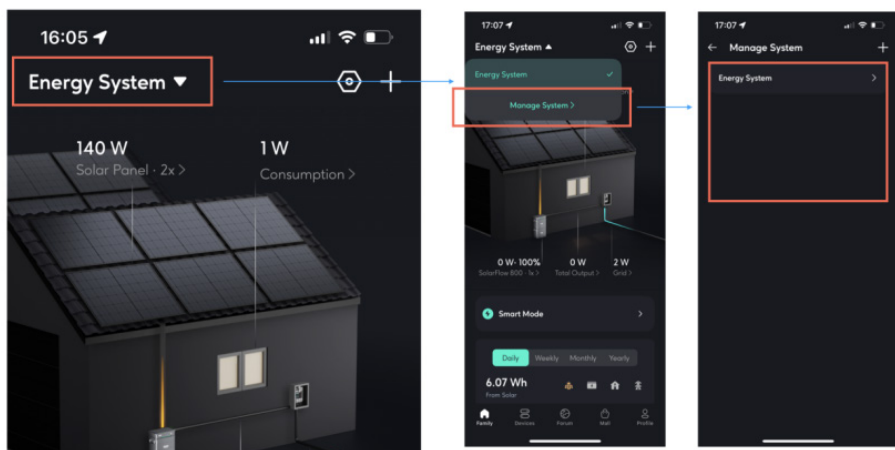 16:05
Energy System ▼
140 W
Solar Panel · 2x >
1 W
Consumption >
17:07
Energy System ▲
Energy System
Manage System >
0 W· 100%
SolarFlow 800 · 1x >
0 W
Total Output >
2 W
Grid >
Smart Mode
Daily Weekly Monthly Yearly
6.07 Wh
From Solar
Family Devices Forum Mall Profile
17:07
Manage System
Energy System